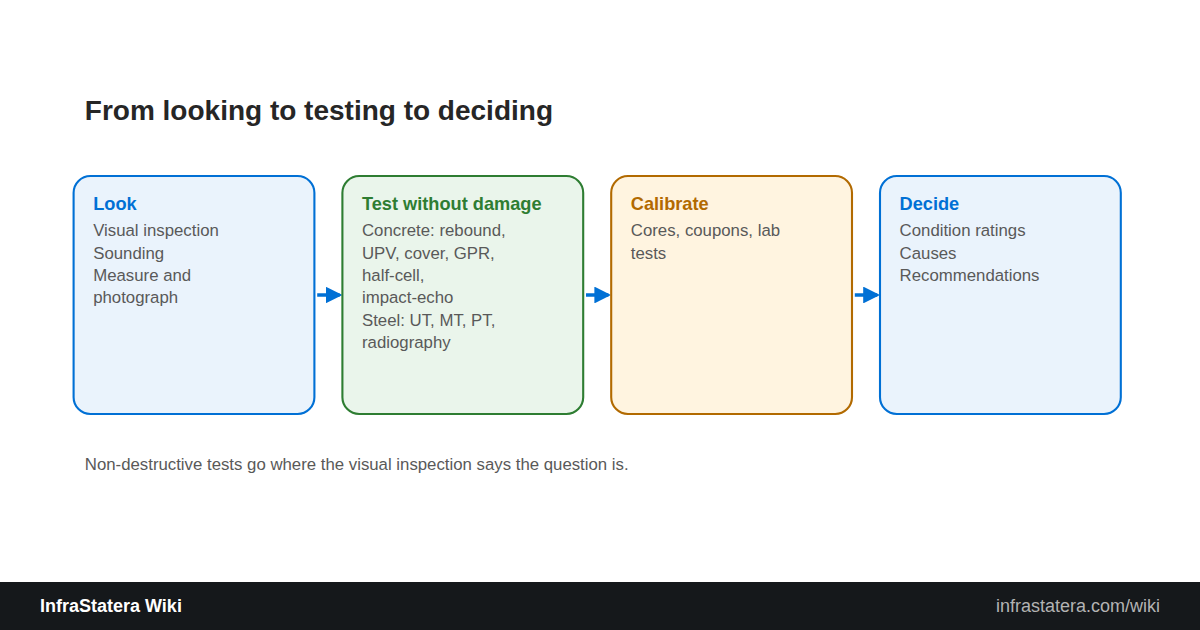 From looking to testing to deciding
Look
Visual inspection
Sounding
Measure and
photograph
Test without damage
Concrete: rebound,
UPV, cover, GPR,
half-cell,
impact-echo
Steel: UT, MT, PT,
radiography
Calibrate
Cores, coupons, lab
tests
Decide
Condition ratings
Causes
Recommendations
Non-destructive tests go where the visual inspection says the question is.
InfraStatera Wiki
infrastatera.com/wiki